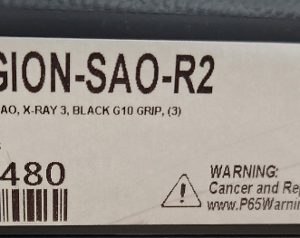 GION-SAO-R2
AO, X-RAY 3, BLACK G10 GRIP, (3)
480
WARNING:
Cancer and Rep
www.P65Warnin